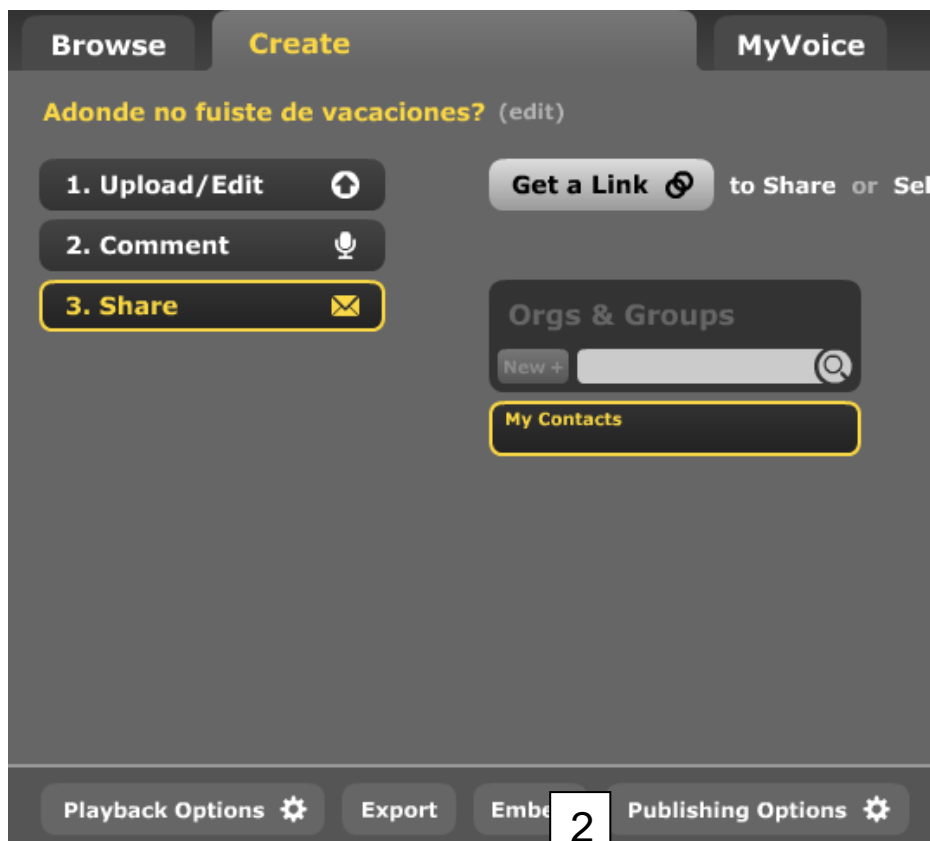 Browse Create MyVoice
Adonde no fuiste de vacaciones? (edit)
1. Upload/Edit
Get a Link to Share or
2. Comment
3. Share
Orgs & Groups
New +
My Contacts
Playback Options Export 2 Publishing Options